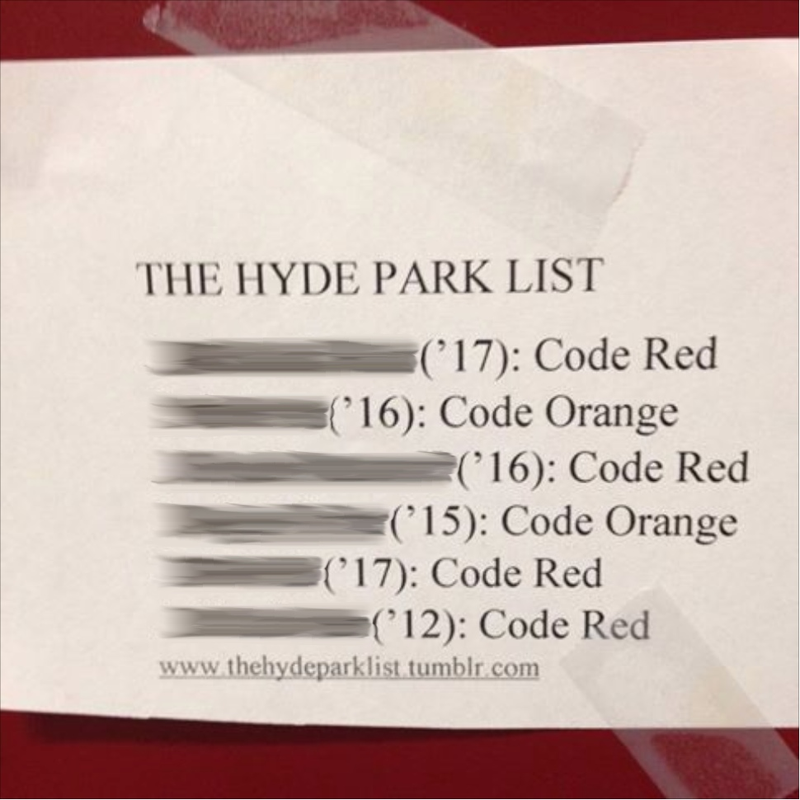 THE HYDE PARK LIST
(’17): Code Red
(’16): Code Orange
(’16): Code Red
(’15): Code Orange
(’17): Code Red
(’12): Code Red
www.thehydeparklist.tumblr.com